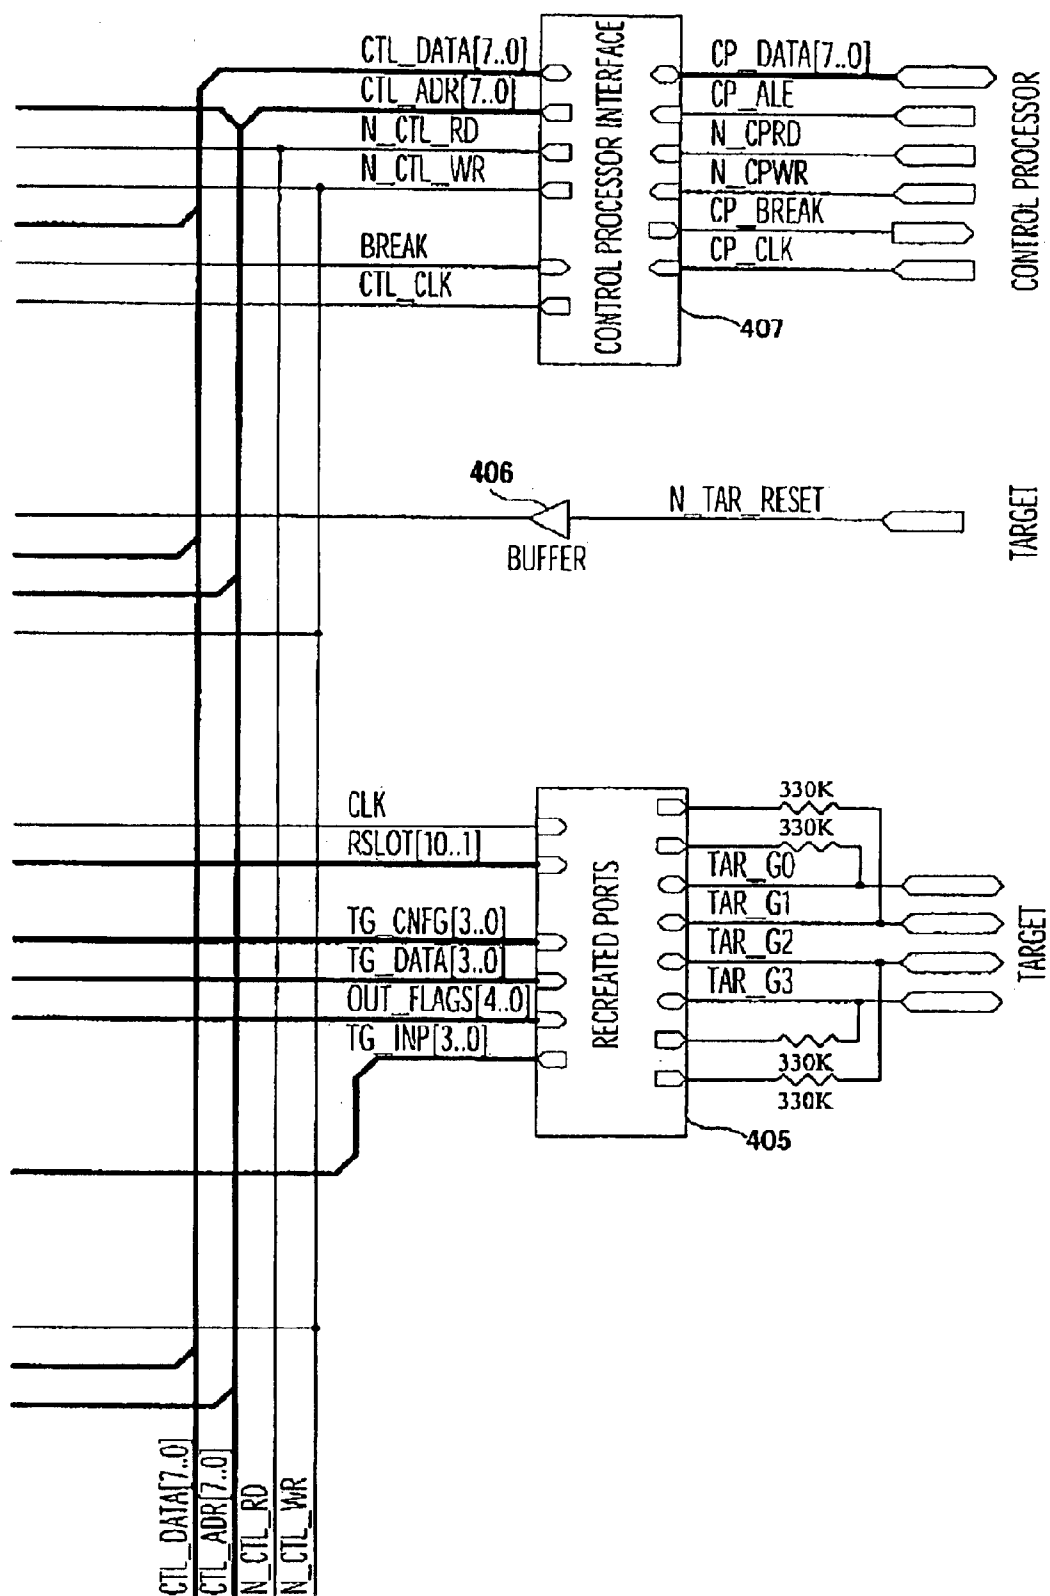 CTL_DATA[7..0]
CTL_ADR[7..0]
N_CTL_RD
N_CTL_WR
BREAK
CTL_CLK
CONTROL PROCESSOR INTERFACE
CP_DATA[7..0]
CP_ALE
N_CPRD
N_CPWR
CP_BREAK
CP_CLK
CONTROL PROCESSOR
407
406
BUFFER
N_TAR_RESET
TARGET
CLK
RSLOT[10..1]
TG_CNFG[3..0]
TG_DATA[3..0]
OUT_FLAGS[4..0]
TG_INP[3..0]
RECREATED PORTS
330K
330K
TAR_G0
TAR_G1
TAR_G2
TAR_G3
330K
330K
TARGET
405
CTL_DATA[7..0]
CTL_ADR[7..0]
N_CTL_RD
N_CTL_WR